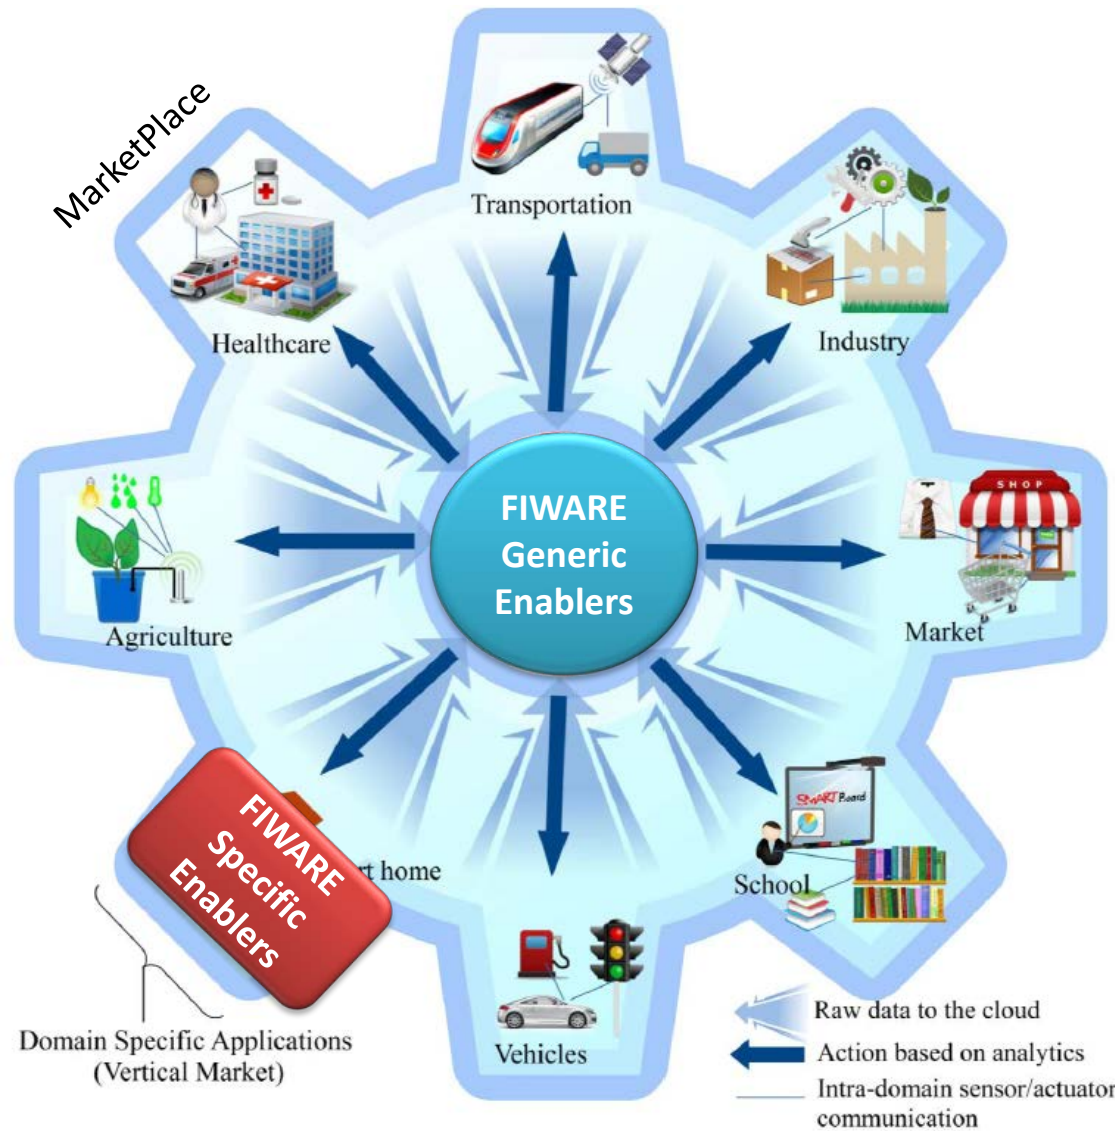 MarketPlace
Transportation
Healthcare
Industry
SHOP
FIWARE
Generic
Enablers
Agriculture
Market
SMART Board
FIWARE
Specific
Enablers
rt home
School
Vehicles
Domain Specific Applications
(Vertical Market)
Raw data to the cloud
Action based on analytics
Intra-domain sensor/actuator
communication